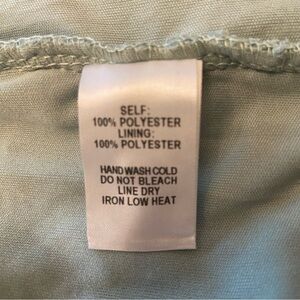 SELF:
100% POLYESTER
LINING:
100% POLYESTER
HAND WASH COLD
DO NOT BLEACH
LINE DRY
IRON LOW HEAT